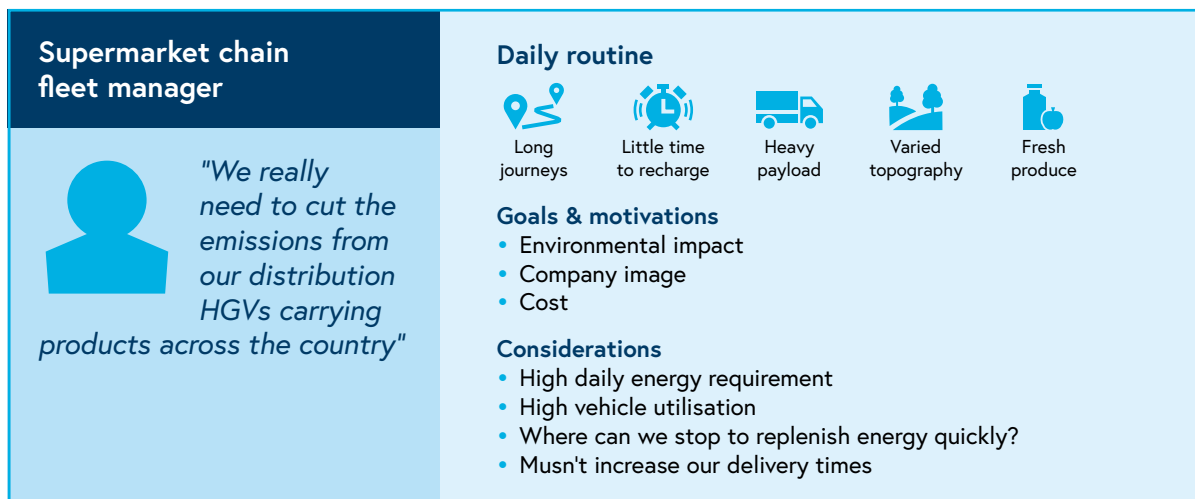 Supermarket chain
fleet manager
"We really
need to cut the
emissions from
our distribution
HGVs carrying
products across the country"
Daily routine
Long
journeys
Little time
to recharge
Heavy
payload
Varied
topography
Fresh
produce
Goals & motivations
• Environmental impact
• Company image
• Cost
Considerations
• High daily energy requirement
• High vehicle utilisation
• Where can we stop to replenish energy quickly?
• Musn't increase our delivery times